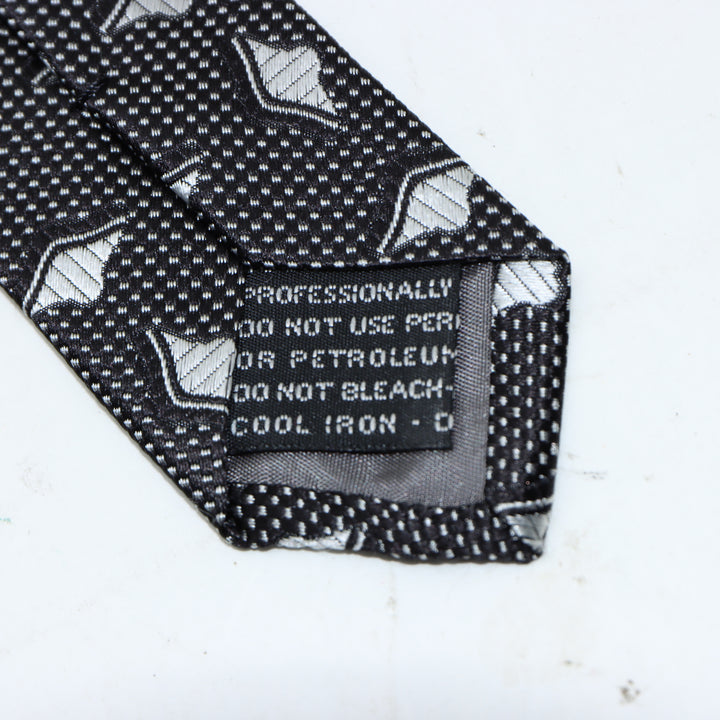 PROFESSIONALLY
DO NOT USE PER
OR PETROLEUM
DO NOT BLEACH-
COOL IRON - D